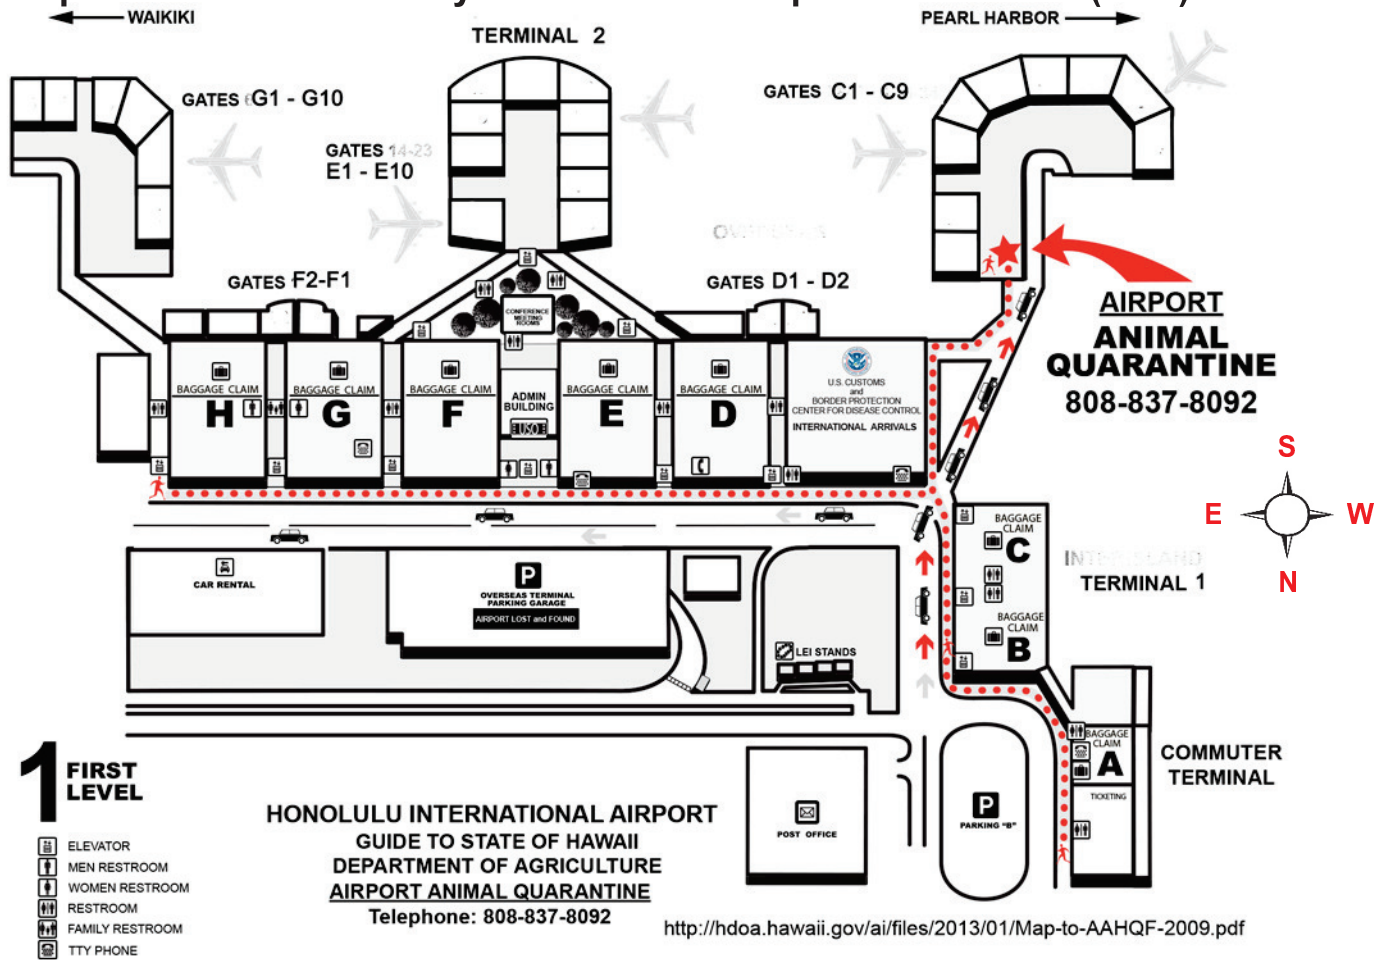 WAIKIKI
PEARL HARBOR
TERMINAL 2
GATES G1 - G10
GATES 14-23
E1 - E10
GATES C1 - C9
GATES F2-F1
GATES D1 - D2
CONFERENCE
MEETING
ROOMS
AIRPORT
ANIMAL
QUARANTINE
808-837-8092
BAGGAGE CLAIM
H
BAGGAGE CLAIM
G
BAGGAGE CLAIM
F
ADMIN
BUILDING
USO
BAGGAGE CLAIM
E
BAGGAGE CLAIM
D
U.S. CUSTOMS
and
BORDER PROTECTION
CENTER FOR DISEASE CONTROL
INTERNATIONAL ARRIVALS
S
E
W
N
BAGGAGE
CLAIM
C
INTERISLAND
TERMINAL 1
BAGGAGE
CLAIM
B
CAR RENTAL
P
OVERSEAS TERMINAL
PARKING GARAGE
AIRPORT LOST and FOUND
LEI STANDS
BAGGAGE
CLAIM
A
TICKETING
COMMUTER
TERMINAL
POST OFFICE
P
PARKING "B"
1 FIRST
LEVEL
ELEVATOR
MEN RESTROOM
WOMEN RESTROOM
RESTROOM
FAMILY RESTROOM
TTY PHONE
HONOLULU INTERNATIONAL AIRPORT
GUIDE TO STATE OF HAWAII
DEPARTMENT OF AGRICULTURE
AIRPORT ANIMAL QUARANTINE
Telephone: 808-837-8092
http://hdoa.hawaii.gov/ai/files/2013/01/Map-to-AAHQF-2009.pdf